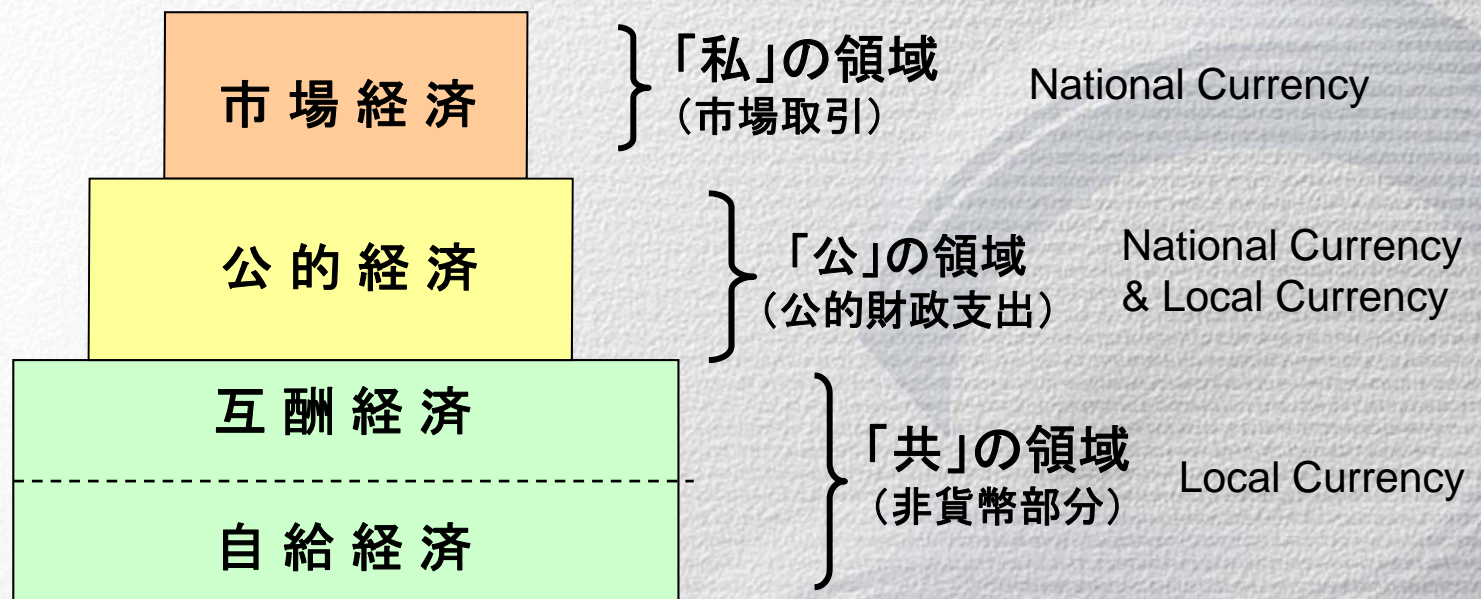 市場経済
「私」の領域
（市場取引）
National Currency
公的経済
「公」の領域
（公的財政支出）
National Currency
& Local Currency
互酬経済
「共」の領域
（非貨幣部分）
Local Currency
自給経済